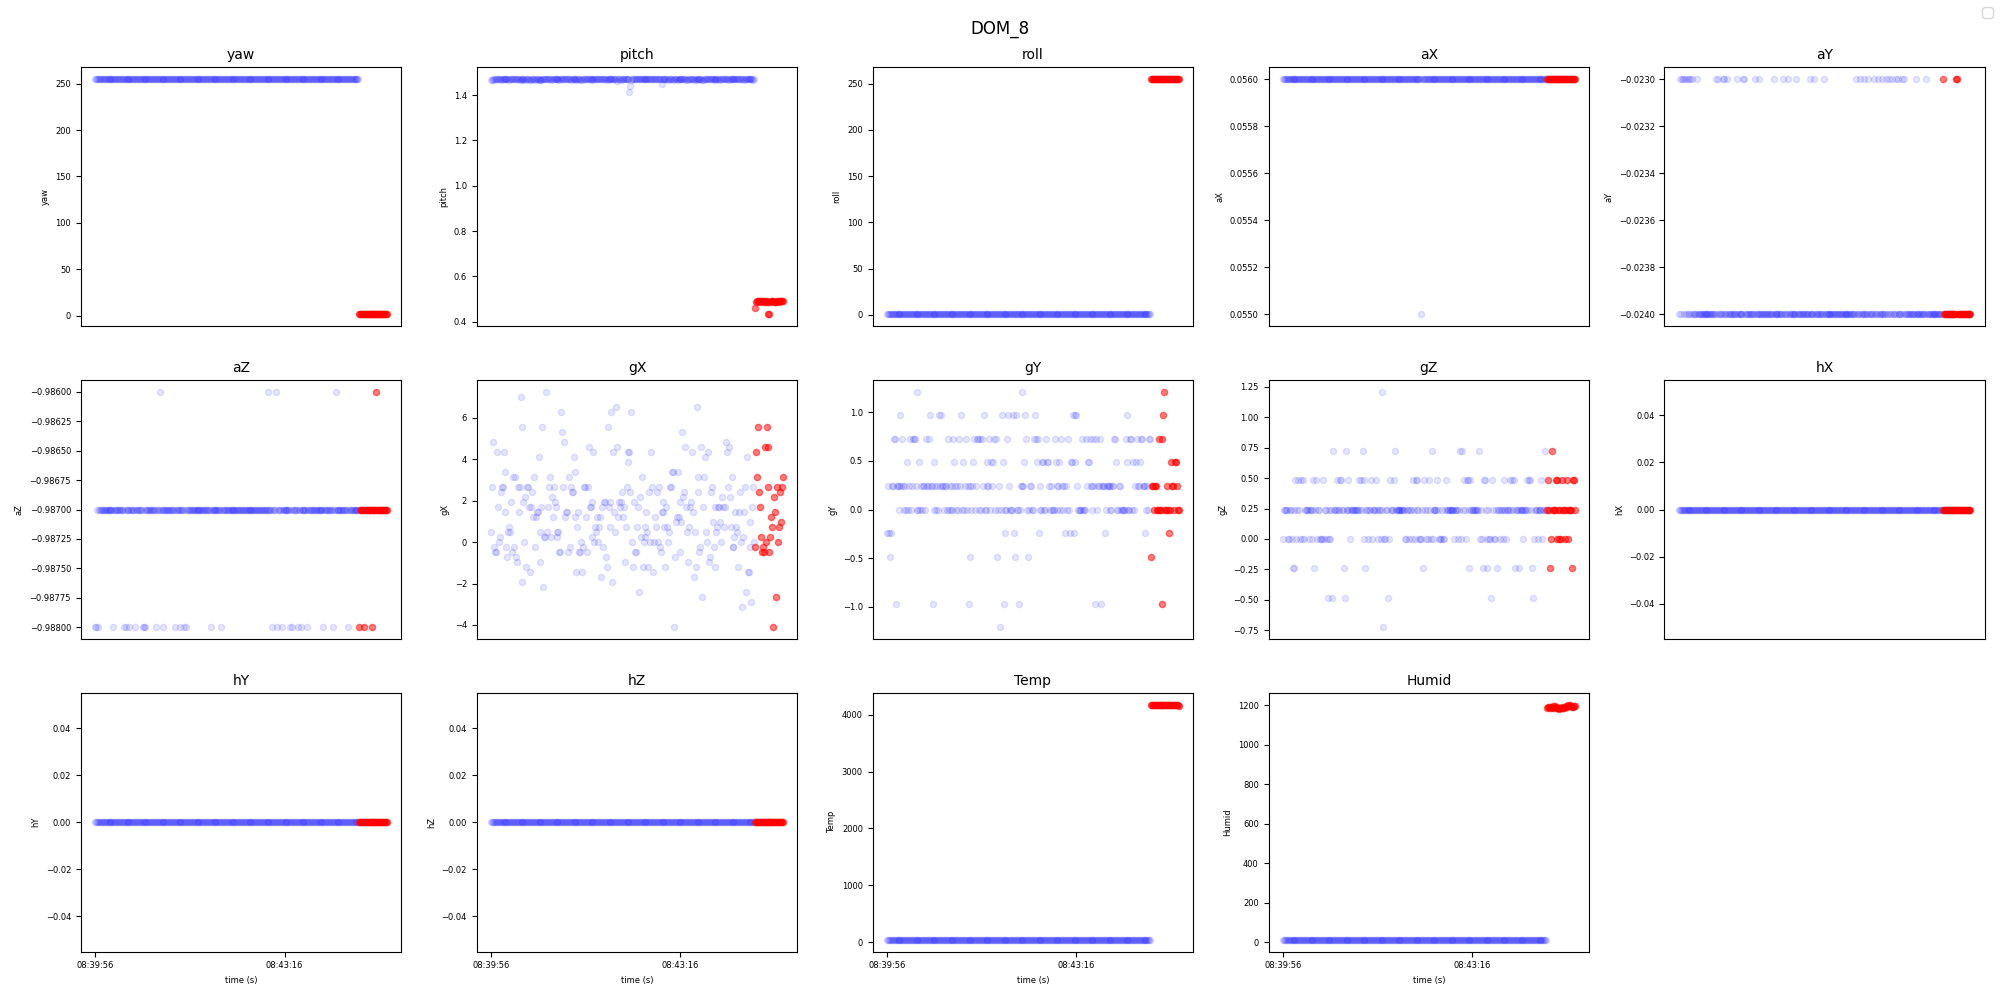 DOM_8
yaw
pitch
roll
aX
aY
250
200
150
100
50
0
yaw
1.4
1.2
1.0
0.8
0.6
0.4
pitch
250
200
150
100
50
0
roll
0.0560
0.0558
0.0556
0.0554
0.0552
0.0550
aX
−0.0230
−0.0232
−0.0234
−0.0236
−0.0238
−0.0240
aY
aZ
gX
gY
gZ
hX
−0.98600
−0.98625
−0.98650
−0.98675
−0.98700
−0.98725
−0.98750
−0.98775
−0.98800
aZ
6
4
2
0
−2
−4
gX
1.0
0.5
0.0
−0.5
−1.0
gY
1.25
1.00
0.75
0.50
0.25
0.00
−0.25
−0.50
−0.75
gZ
0.04
0.02
0.00
−0.02
−0.04
hX
hY
hZ
Temp
Humid
0.04
0.02
0.00
−0.02
−0.04
hY
08:39:56
08:43:16
time (s)
0.04
0.02
0.00
−0.02
−0.04
hZ
08:39:56
08:43:16
time (s)
4000
3000
2000
1000
0
Temp
08:39:56
08:43:16
time (s)
1200
1000
800
600
400
200
0
Humid
08:39:56
08:43:16
time (s)